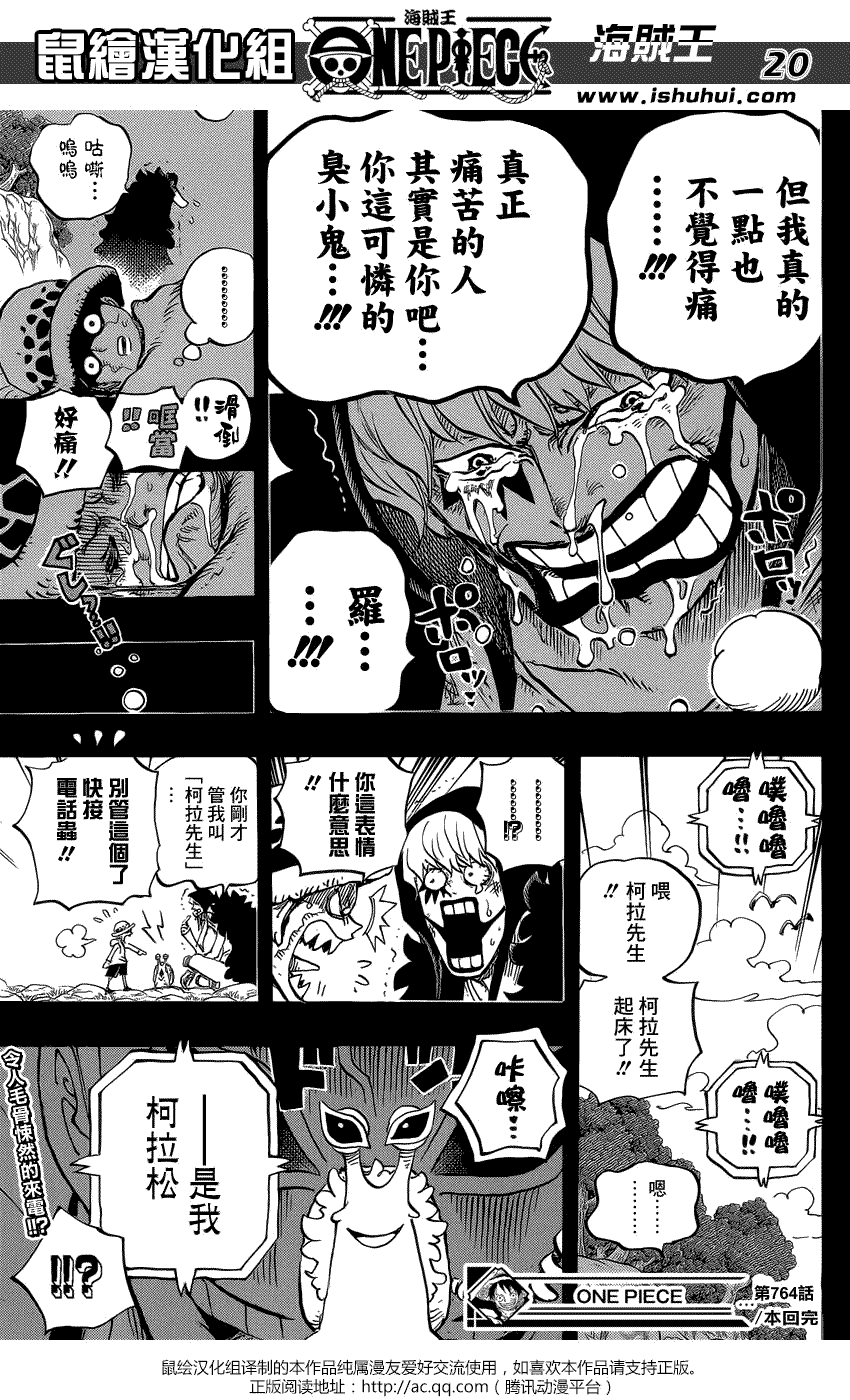 鼠繪漢化組
海賊王
ONE PIECE
海賊王
20
www.ishuhui.com
但我真的
一點也
不覺得痛
……!!!
真正
痛苦的人
其實是你吧…
你這可憐的
臭小鬼…!!!
羅…
…!!!
ポロ
ポロッ
咕嘶…
嗚嗚
………
滑倒!!
哐當!!
好痛!!
ぐしっ…!!
噗嚕嚕
嚕…!!
喂
柯拉先生
柯拉先生
起床了!!
噗嚕嚕
嚕…!!
嗯
……
………!?
你這表情
什麼意思
!!
你剛才
管我叫
「柯拉先生」
…
別管這個了
快接
電話蟲!!
咔嚓…
——是我
柯拉松
!!?
令人毛骨悚然的來電!!?
ONE PIECE
第764話
…/本回完
鼠绘汉化组译制的本作品纯属漫友爱好交流使用，如喜欢本作品请支持正版。
正版阅读地址：http://ac.qq.com（腾讯动漫平台）